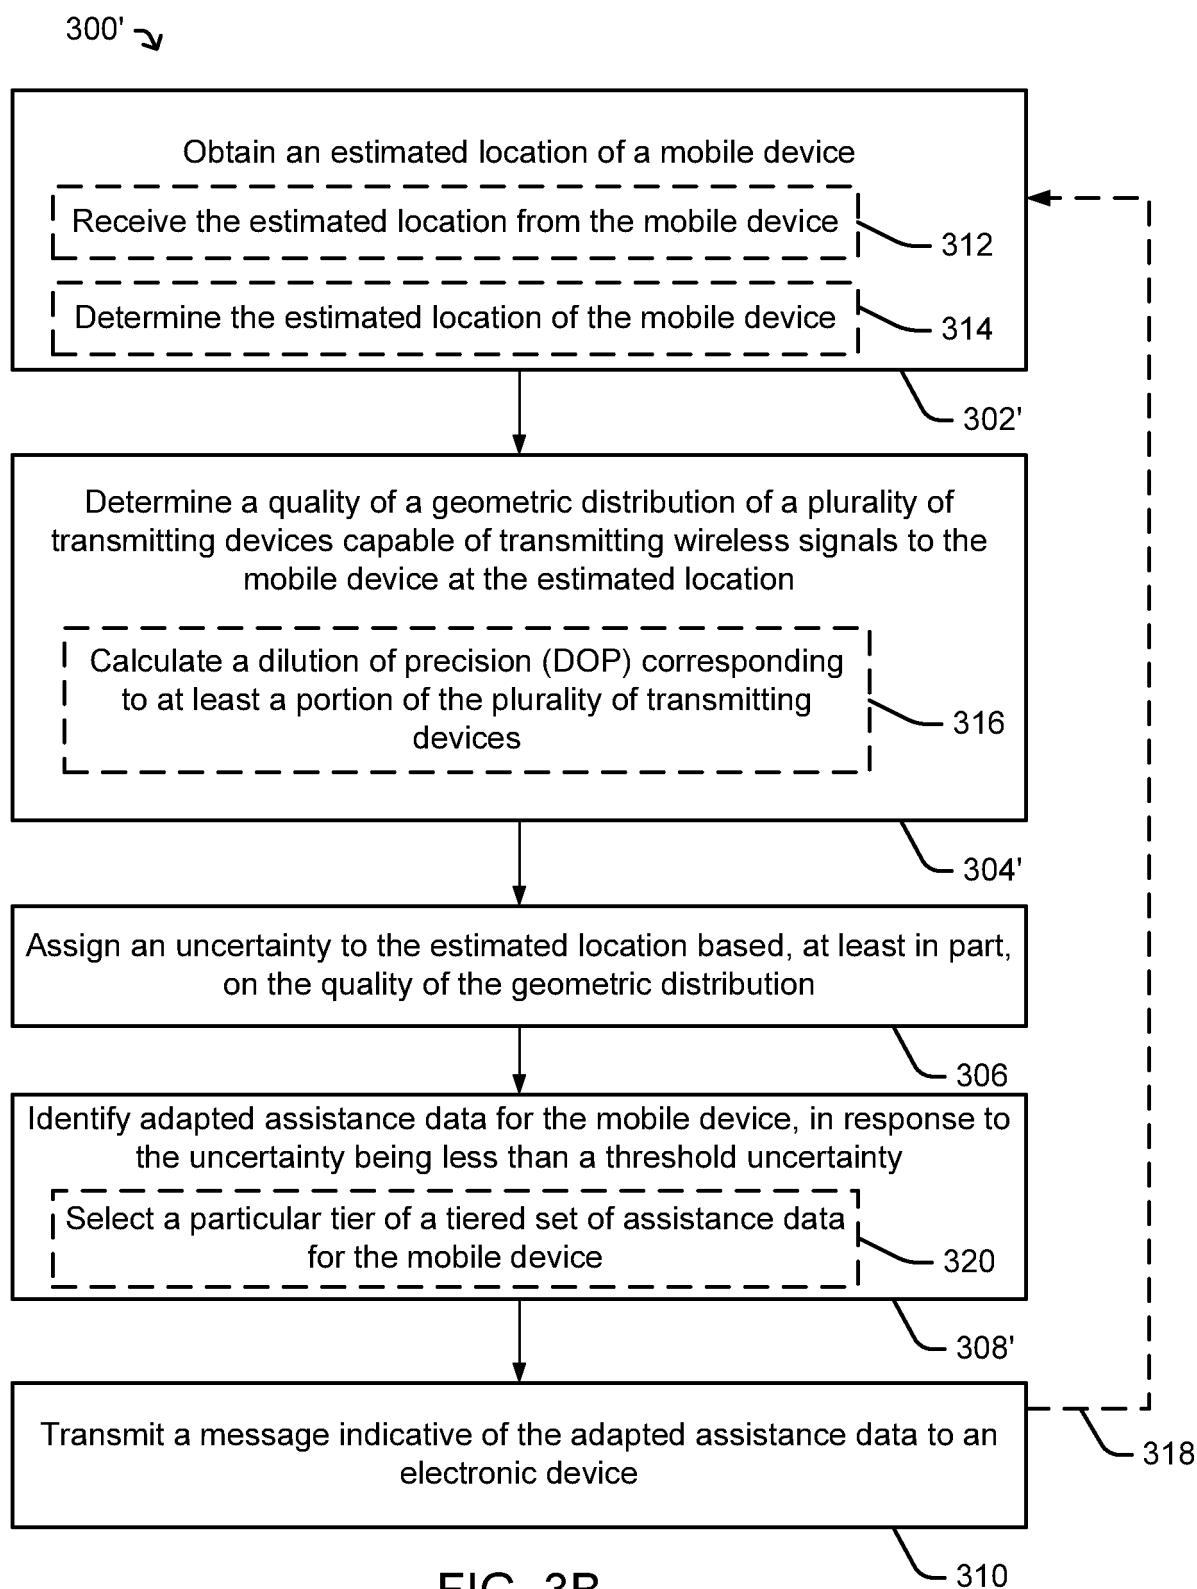 300'
Obtain an estimated location of a mobile device
Receive the estimated location from the mobile device
312
Determine the estimated location of the mobile device
314
302'
Determine a quality of a geometric distribution of a plurality of
transmitting devices capable of transmitting wireless signals to the
mobile device at the estimated location
Calculate a dilution of precision (DOP) corresponding
to at least a portion of the plurality of transmitting
devices
316
304'
Assign an uncertainty to the estimated location based, at least in part,
on the quality of the geometric distribution
306
Identify adapted assistance data for the mobile device, in response to
the uncertainty being less than a threshold uncertainty
Select a particular tier of a tiered set of assistance data
for the mobile device
320
308'
Transmit a message indicative of the adapted assistance data to an
electronic device
318
310
FIG. 3B